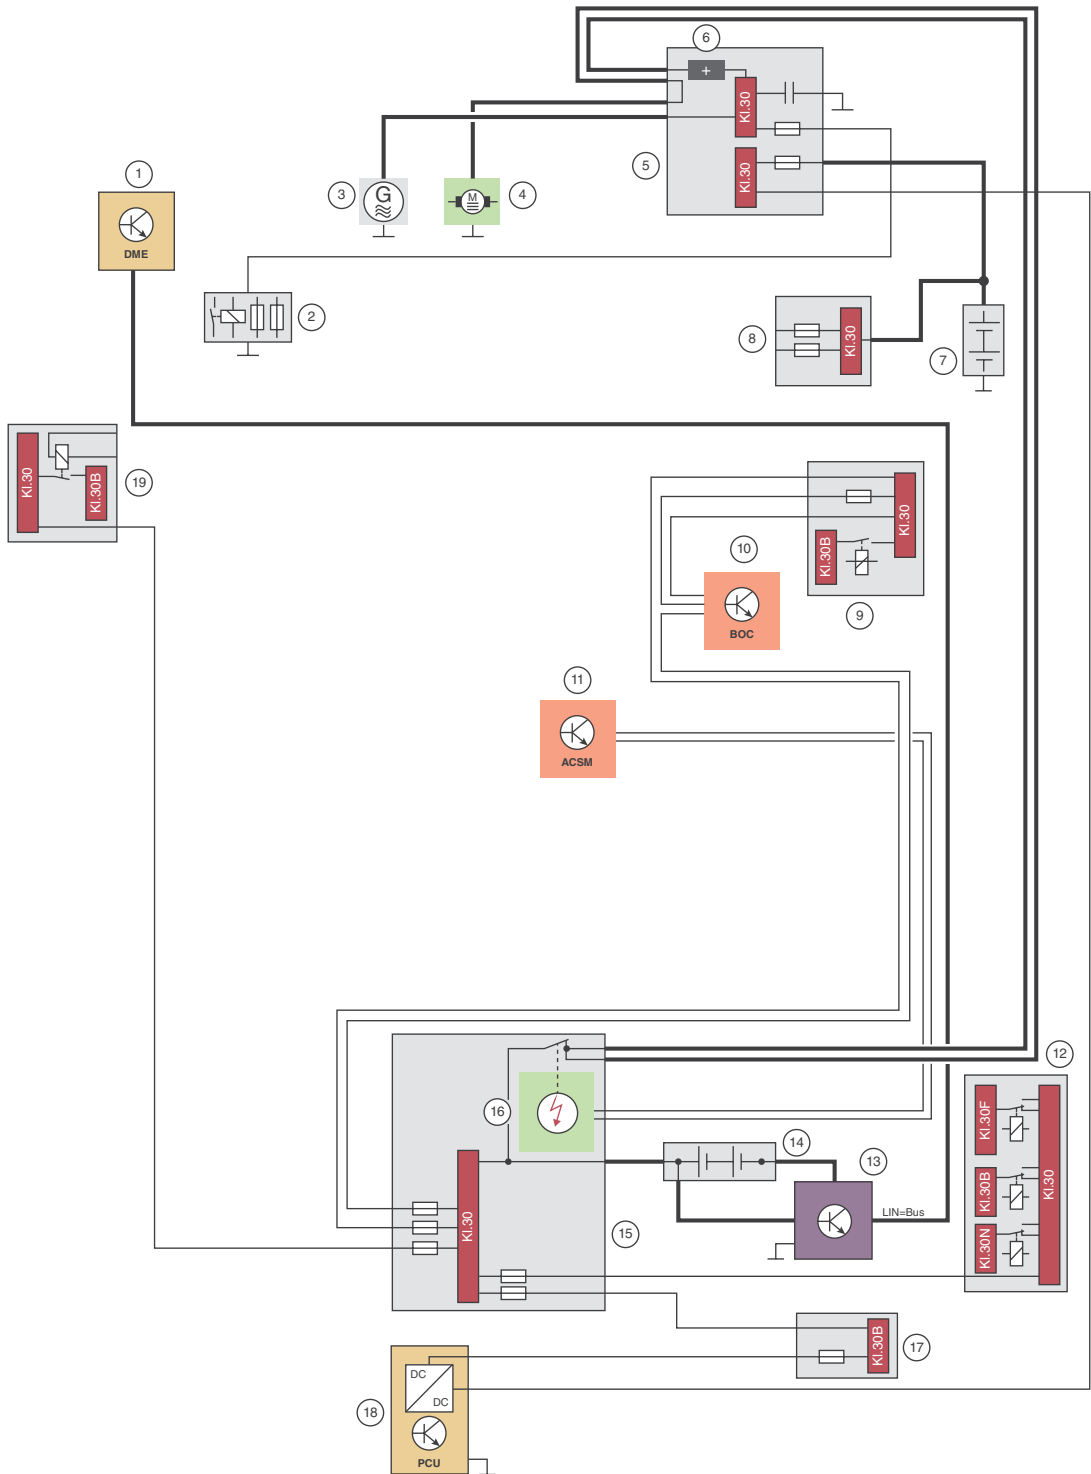 6
+
Kl.30
5
Kl.30
1
3
G
M
4
DME
2
8
Kl.30
7
19
Kl.30
Kl.30B
Kl.30
Kl.30B
9
10
BOC
11
ACSM
12
16
Kl.30F
Kl.30
Kl.30B
Kl.30N
14
13
LIN=Bus
Kl.30
15
Kl.30B
17
DC
DC
18
PCU